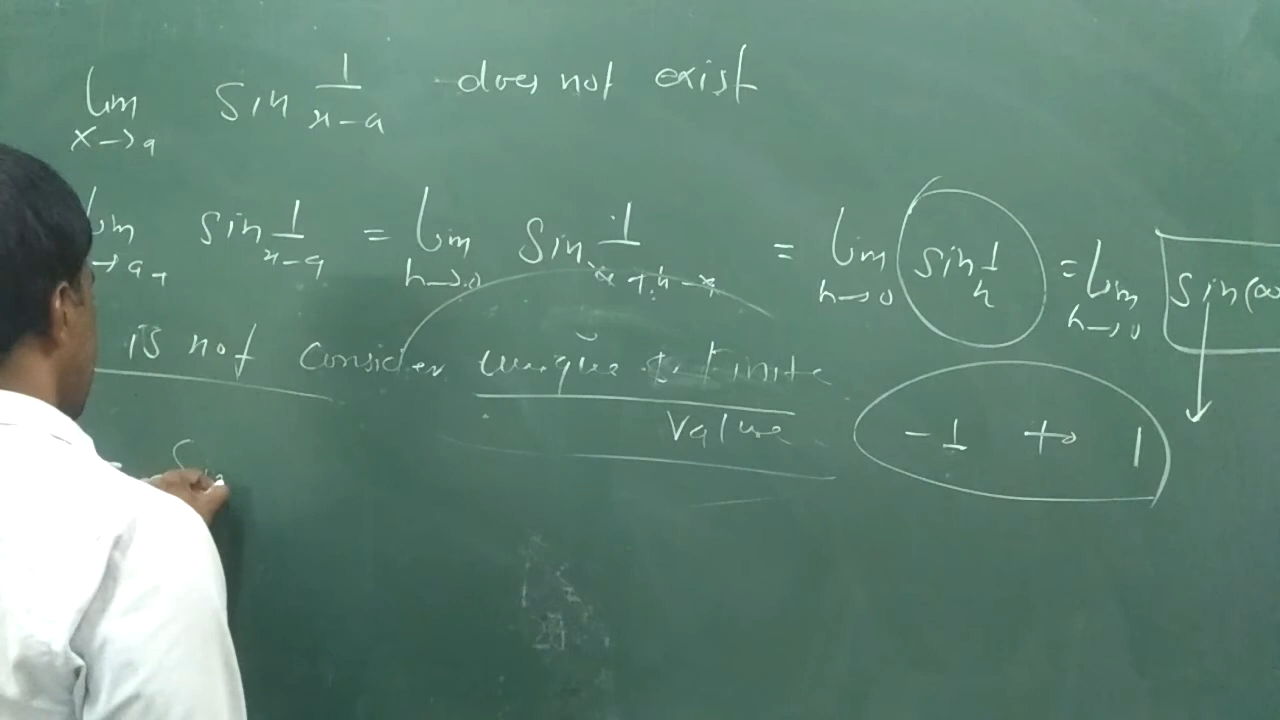 lim x→a sin 1/x-a does not exist
lim →a+ sin 1/x-a = lim h→0 sin 1/x+h-x = lim h→0 sin 1/h = lim h→0 sin(∞
is not consider unique & finite
value
-1 to 1